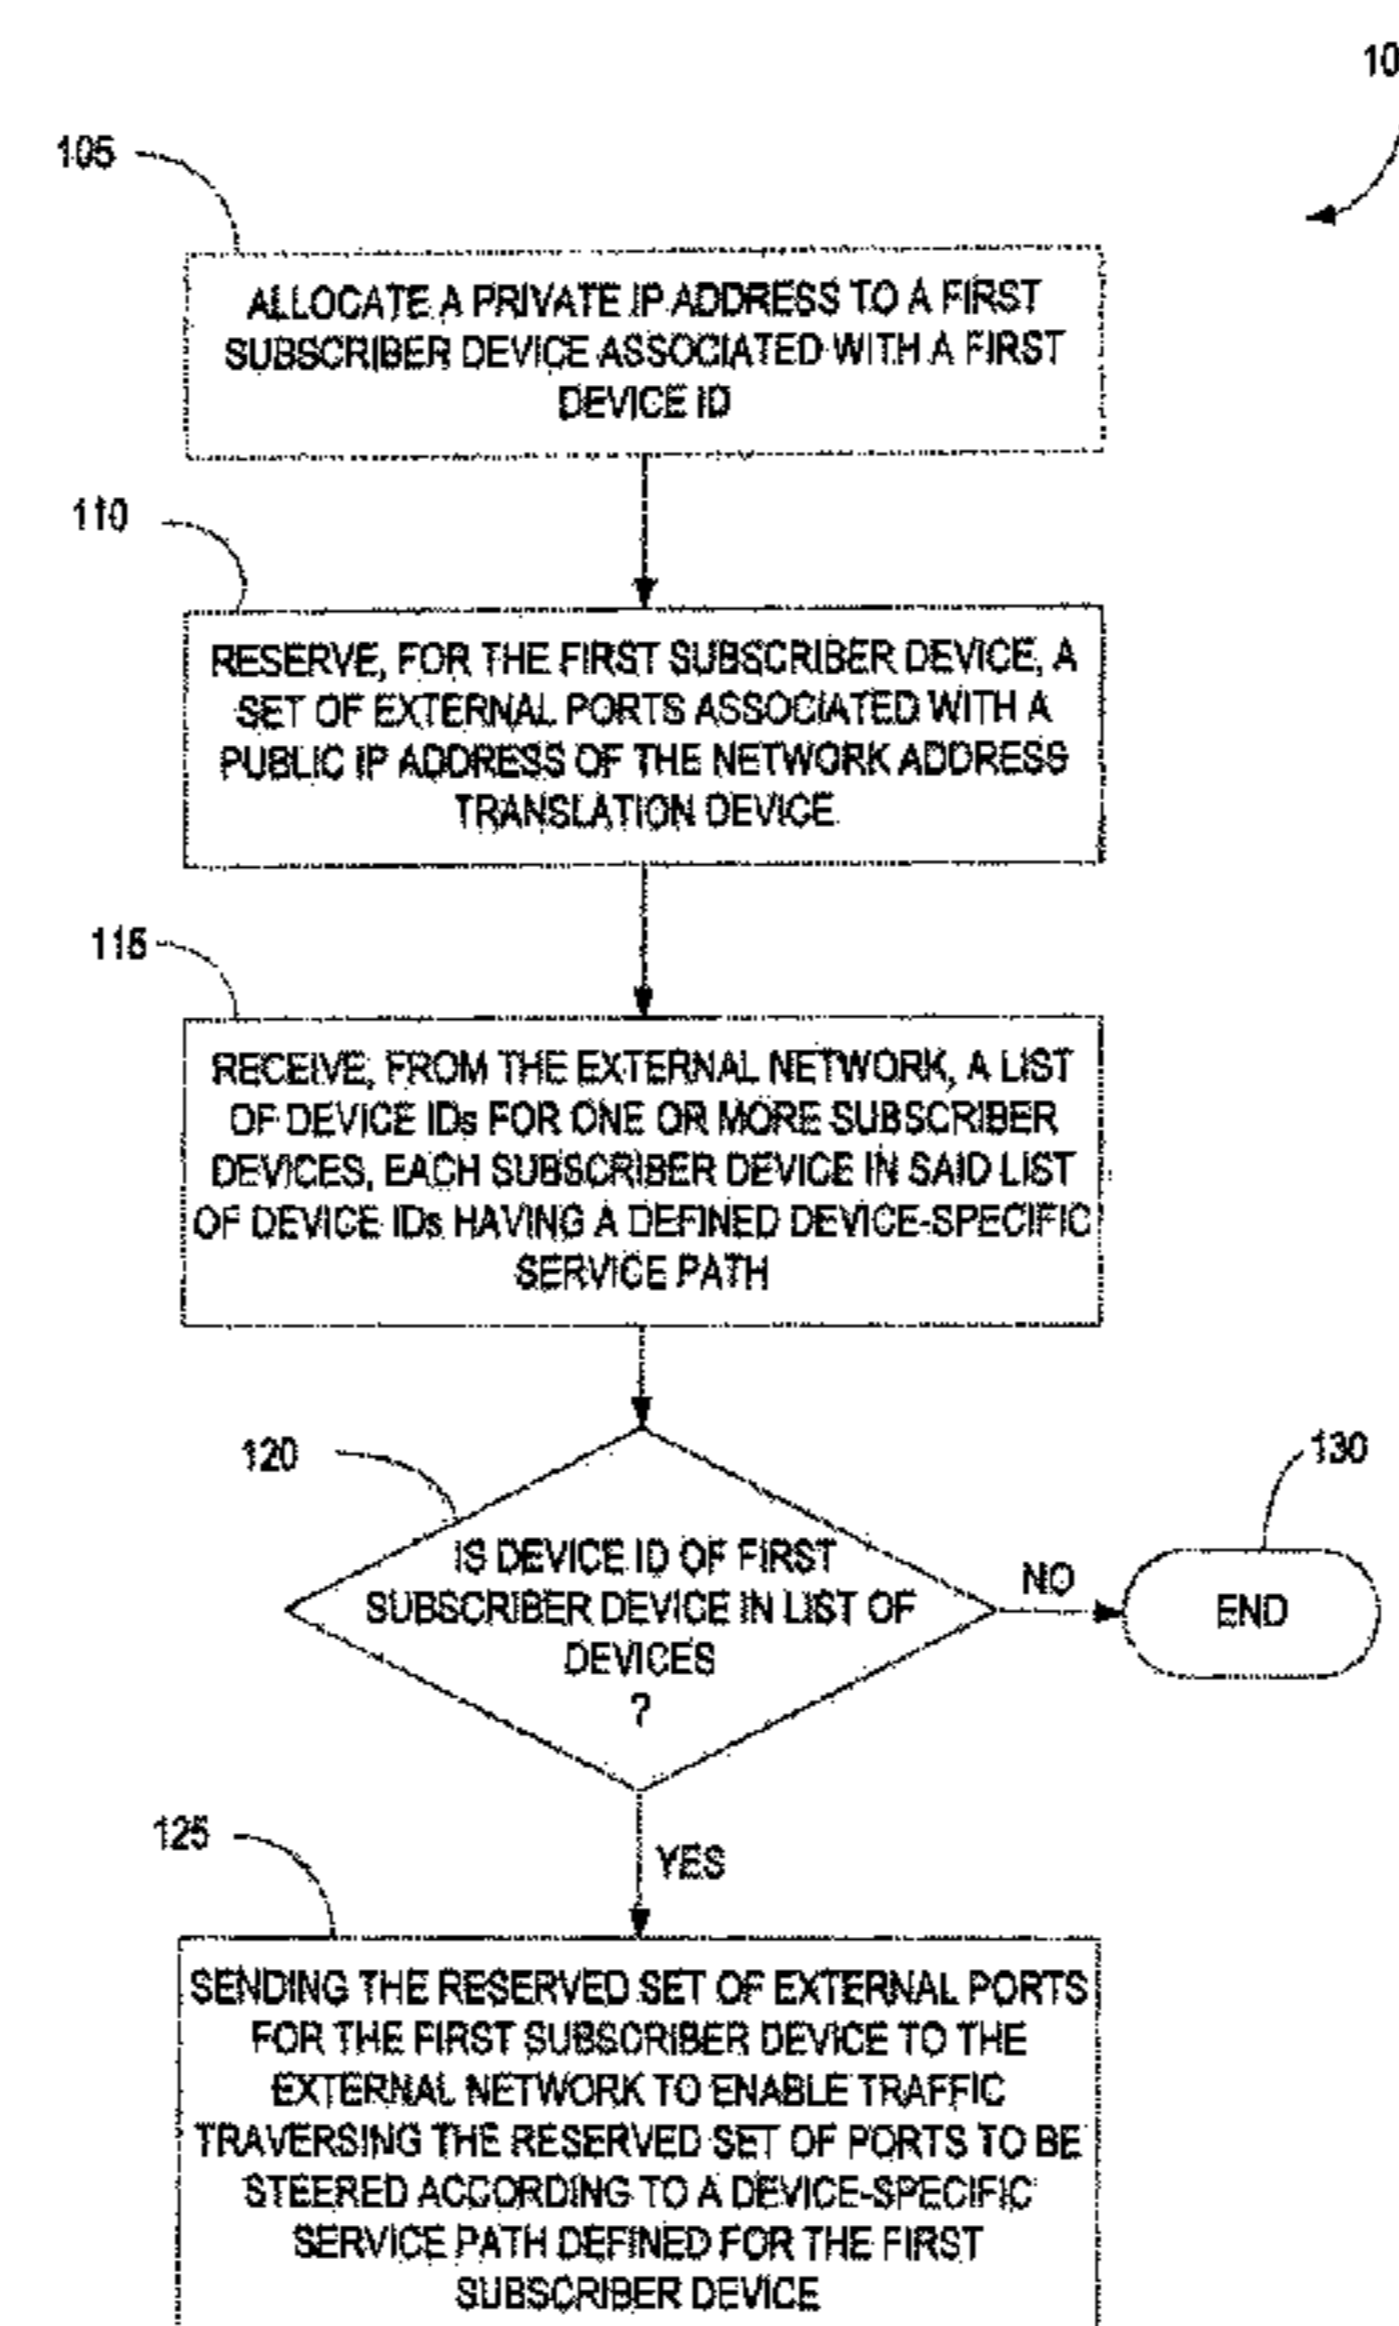 10
105
ALLOCATE A PRIVATE IP ADDRESS TO A FIRST
SUBSCRIBER DEVICE ASSOCIATED WITH A FIRST
DEVICE ID
110
RESERVE, FOR THE FIRST SUBSCRIBER DEVICE, A
SET OF EXTERNAL PORTS ASSOCIATED WITH A
PUBLIC IP ADDRESS OF THE NETWORK ADDRESS
TRANSLATION DEVICE
115
RECEIVE, FROM THE EXTERNAL NETWORK, A LIST
OF DEVICE IDs FOR ONE OR MORE SUBSCRIBER
DEVICES, EACH SUBSCRIBER DEVICE IN SAID LIST
OF DEVICE IDs HAVING A DEFINED DEVICE-SPECIFIC
SERVICE PATH
120
IS DEVICE ID OF FIRST
SUBSCRIBER DEVICE IN LIST OF
DEVICES
?
NO
130
END
YES
125
SENDING THE RESERVED SET OF EXTERNAL PORTS
FOR THE FIRST SUBSCRIBER DEVICE TO THE
EXTERNAL NETWORK TO ENABLE TRAFFIC
TRAVERSING THE RESERVED SET OF PORTS TO BE
STEERED ACCORDING TO A DEVICE-SPECIFIC
SERVICE PATH DEFINED FOR THE FIRST
SUBSCRIBER DEVICE